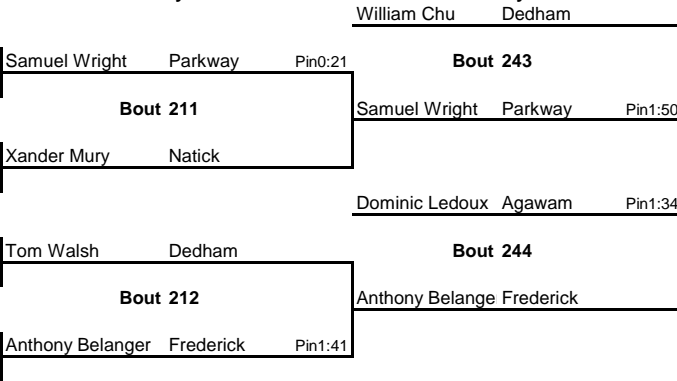 William Chu Dedham
Samuel Wright Parkway Pin0:21 Bout 243
Bout 211 Samuel Wright Parkway Pin1:50
Xander Mury Natick
Dominic Ledoux Agawam Pin1:34
Tom Walsh Dedham Bout 244
Bout 212 Anthony Belange Frederick
Anthony Belanger Frederick Pin1:41